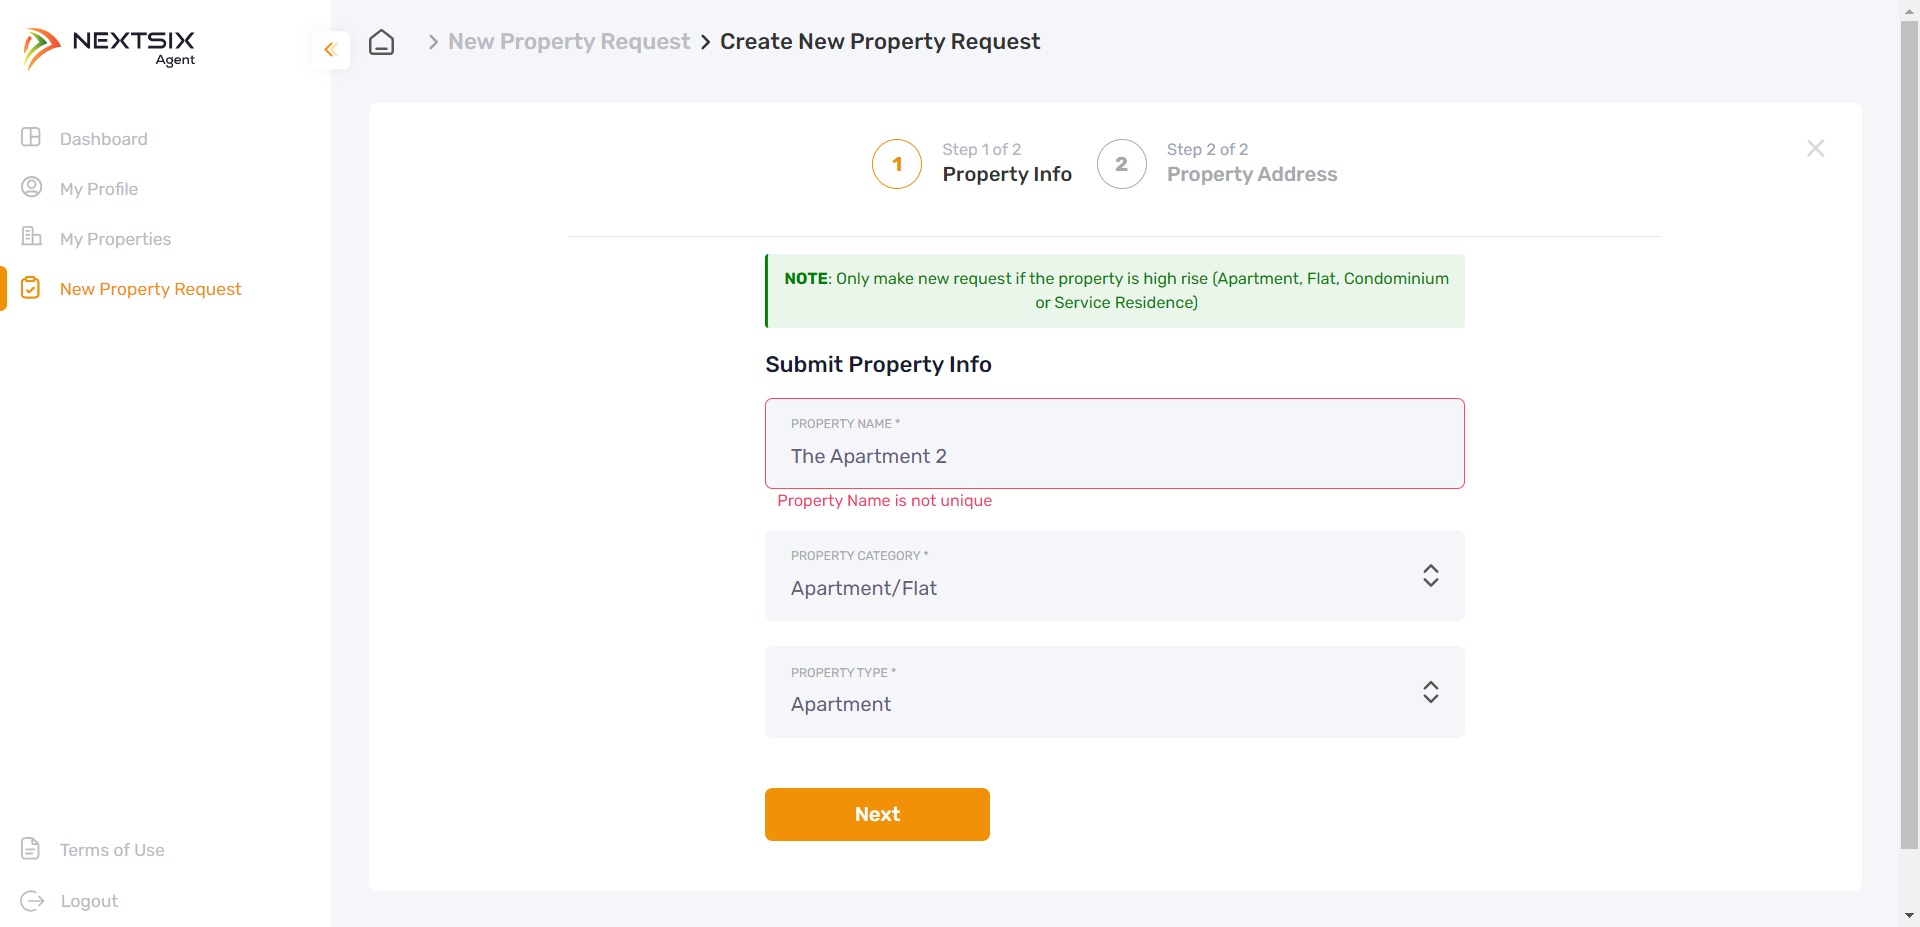 NEXTSIX
Agent
Dashboard
My Profile
My Properties
New Property Request
Terms of Use
Logout
New Property Request
Create New Property Request
1
Step 1 of 2
Property Info
2
Step 2 of 2
Property Address
NOTE: Only make new request if the property is high rise (Apartment, Flat, Condominium
or Service Residence)
Submit Property Info
PROPERTY NAME *
The Apartment 2
Property Name is not unique
PROPERTY CATEGORY *
Apartment/Flat
PROPERTY TYPE *
Apartment
Next